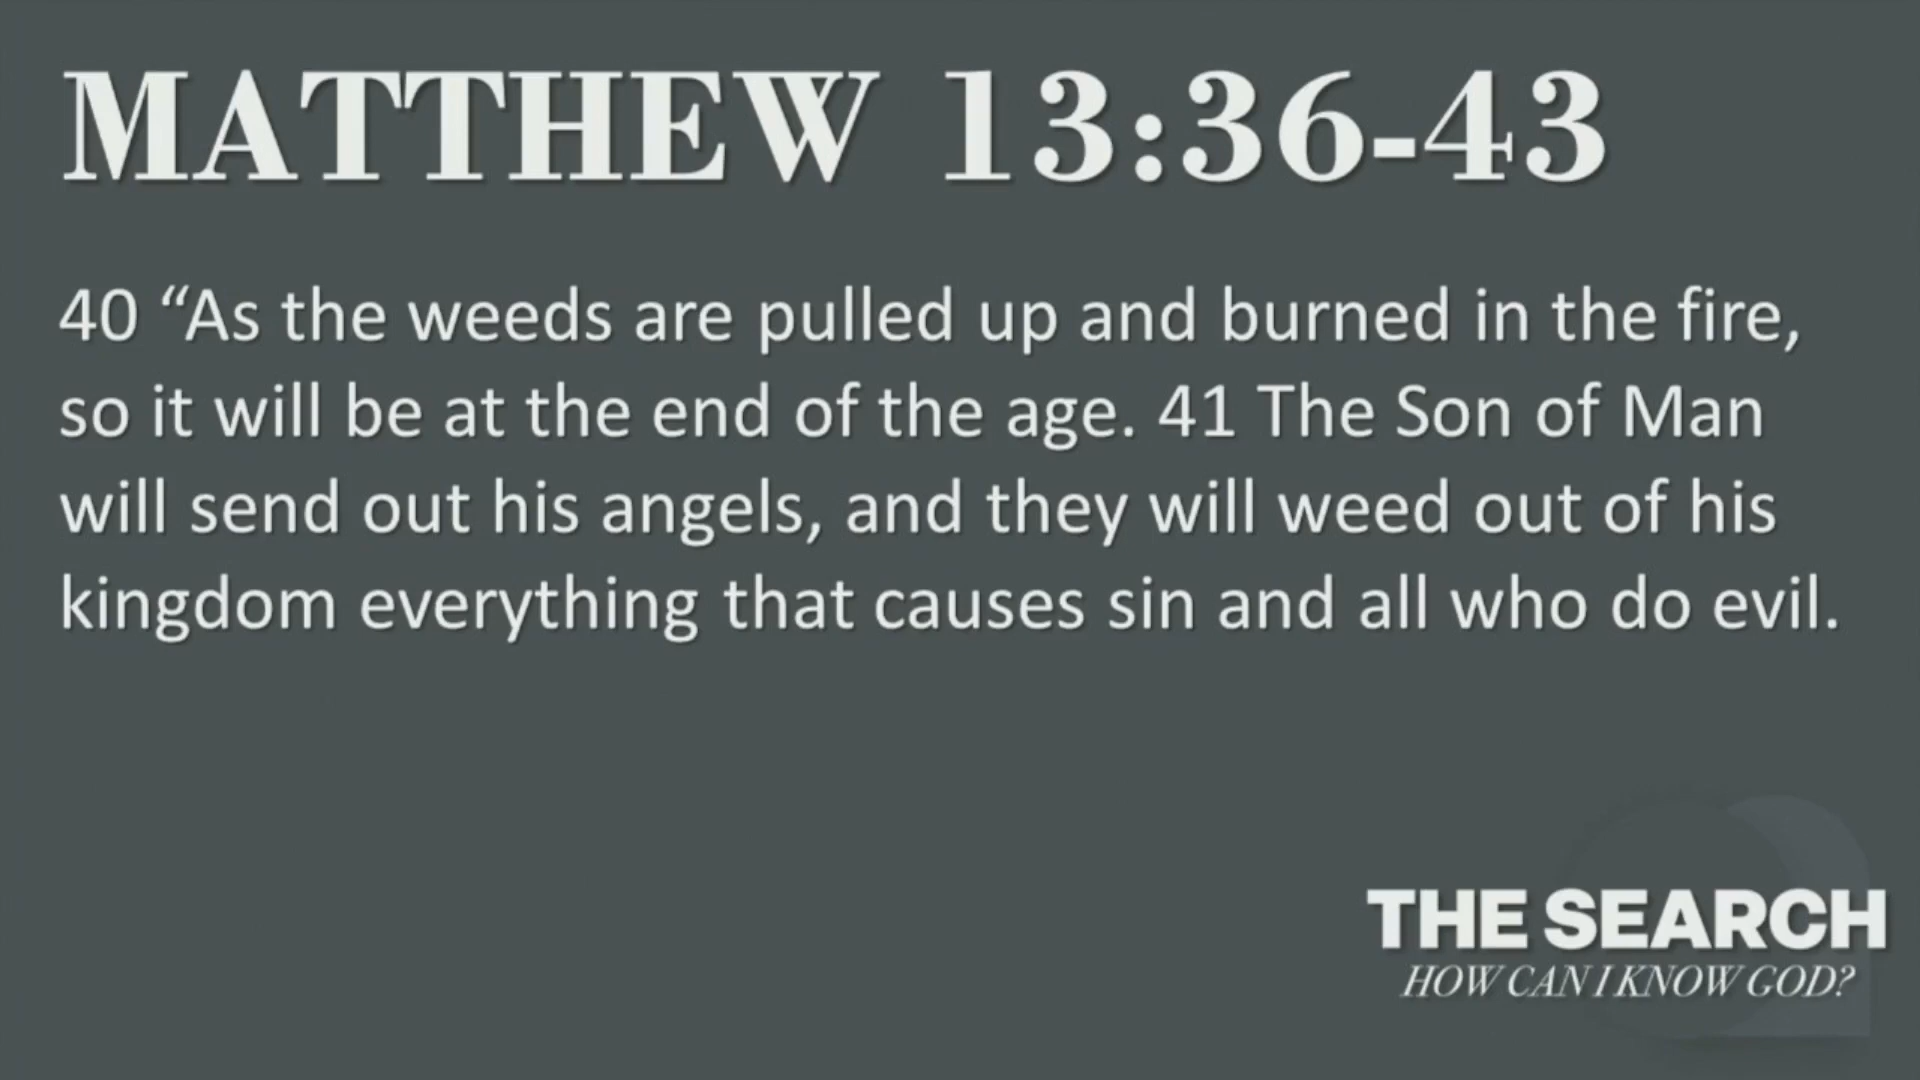 MATTHEW 13:36-43
40 “As the weeds are pulled up and burned in the fire,
so it will be at the end of the age. 41 The Son of Man
will send out his angels, and they will weed out of his
kingdom everything that causes sin and all who do evil.
THE SEARCH
HOW CAN I KNOW GOD?